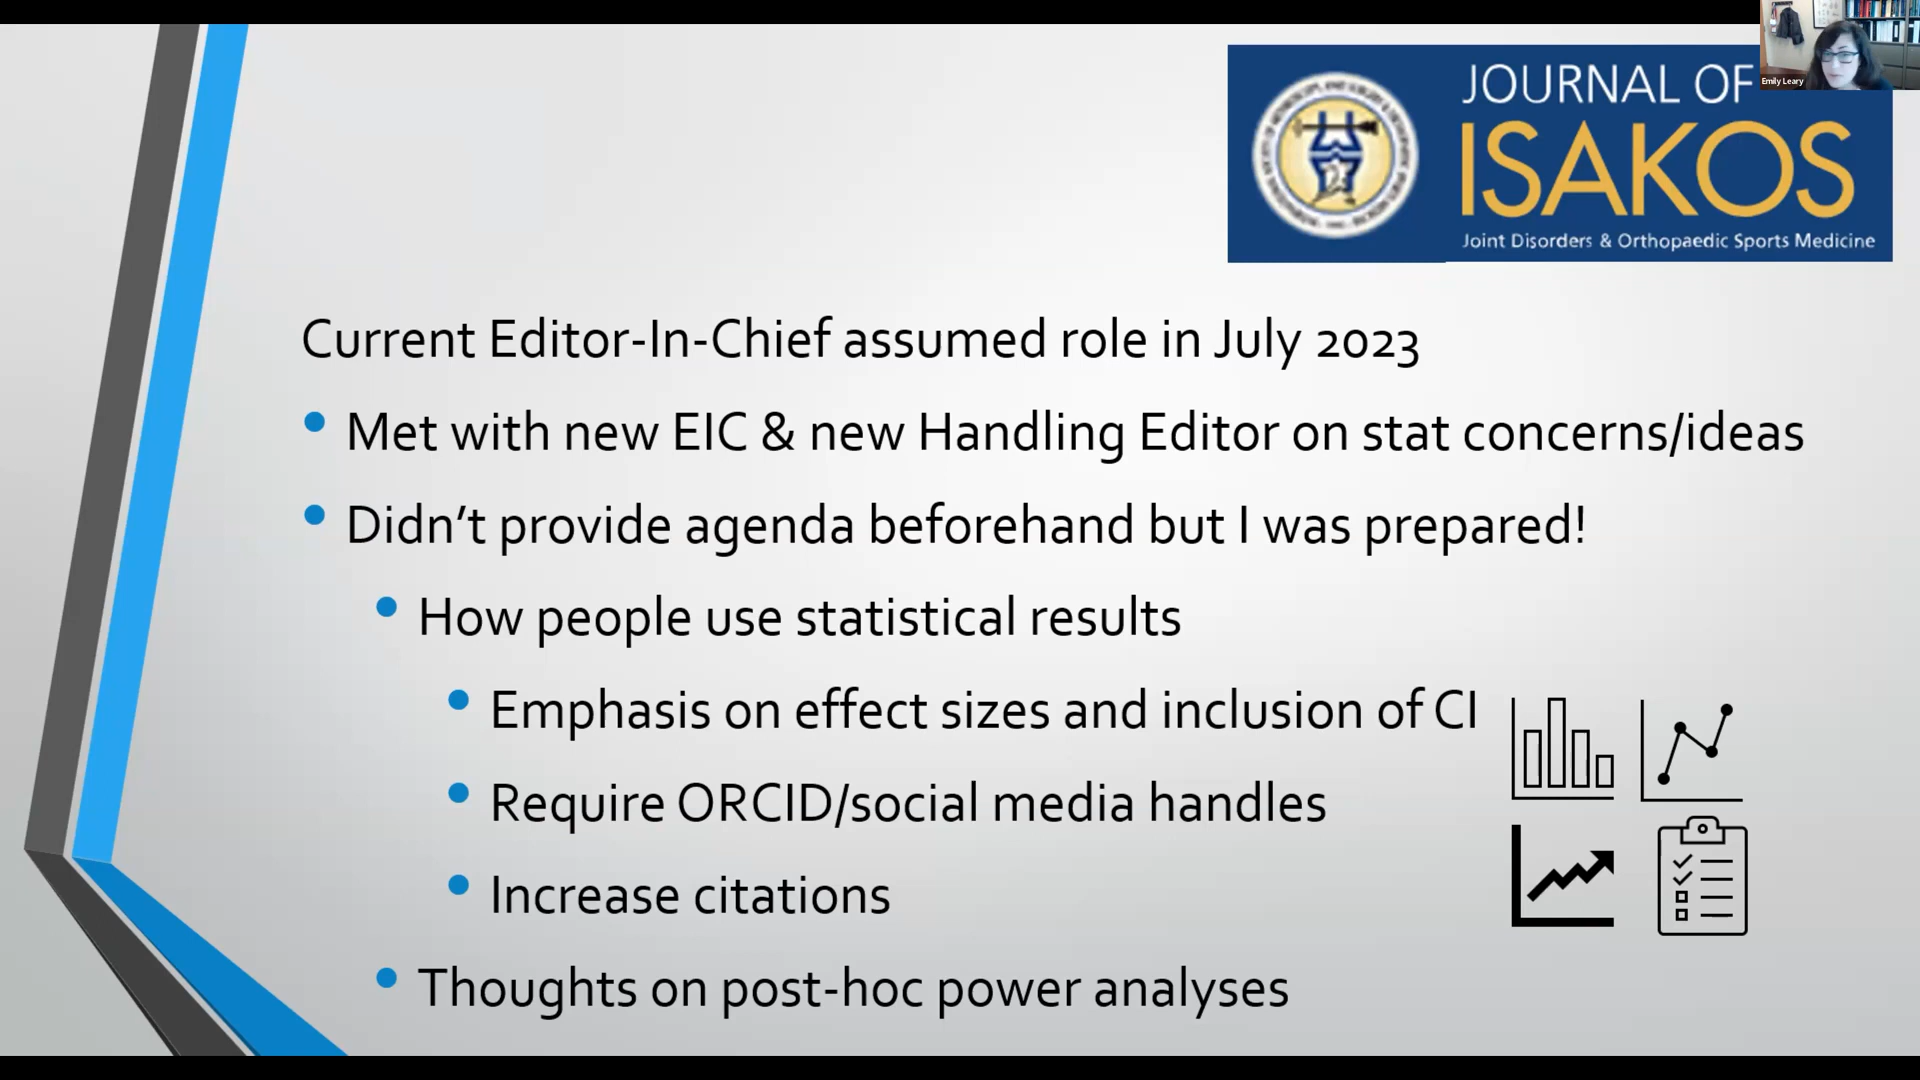 Emily Leary
JOURNAL OF
ISAKOS
Joint Disorders & Orthopaedic Sports Medicine
Current Editor-In-Chief assumed role in July 2023
• Met with new EIC & new Handling Editor on stat concerns/ideas
• Didn’t provide agenda beforehand but I was prepared!
• How people use statistical results
• Emphasis on effect sizes and inclusion of CI
• Require ORCID/social media handles
• Increase citations
• Thoughts on post-hoc power analyses